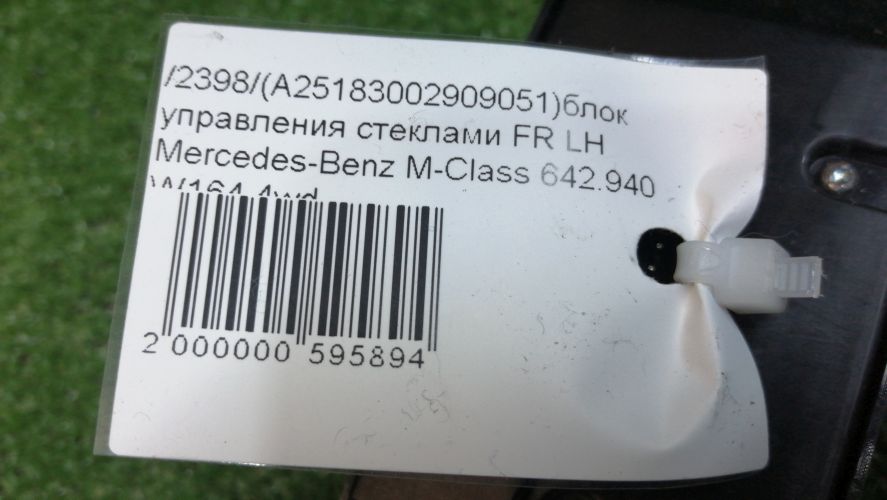 /2398/(A25183002909051)блок
управления стеклами FR LH
Mercedes-Benz M-Class 642.940
W164 4wd
2 000000 595894